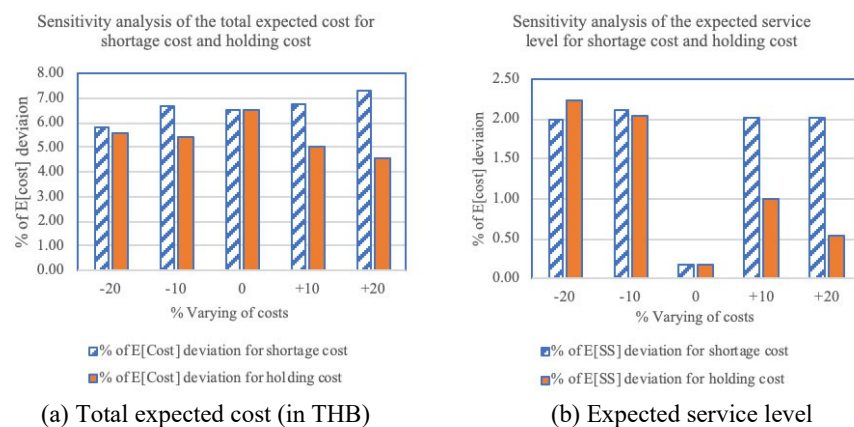 Sensitivity analysis of the total expected cost for
shortage cost and holding cost
8.00
7.00
6.00
5.00
4.00
3.00
2.00
1.00
0.00
% of E[cost] deviaion
-20
-10
0
+10
+20
% Varying of costs
% of E[Cost] deviation for shortage cost
% of E[Cost] deviation for holding cost
(a) Total expected cost (in THB)
Sensitivity analysis of the expected service
level for shortage cost and holding cost
2.50
2.00
1.50
1.00
0.50
0.00
% of E[cost] deviaion
-20
-10
0
+10
+20
% Varying of costs
% of E[SS] deviation for shortage cost
% of E[SS] deviation for holding cost
(b) Expected service level